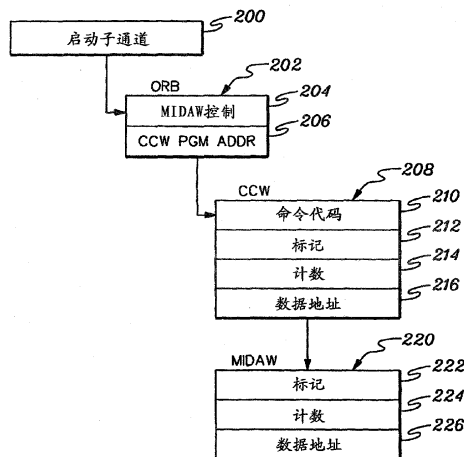 启动子通道
200
ORB
202
MIDAW控制
204
CCW PGM ADDR
206
CCW
208
命令代码
210
标记
212
计数
214
数据地址
216
MIDAW
220
标记
222
计数
224
数据地址
226